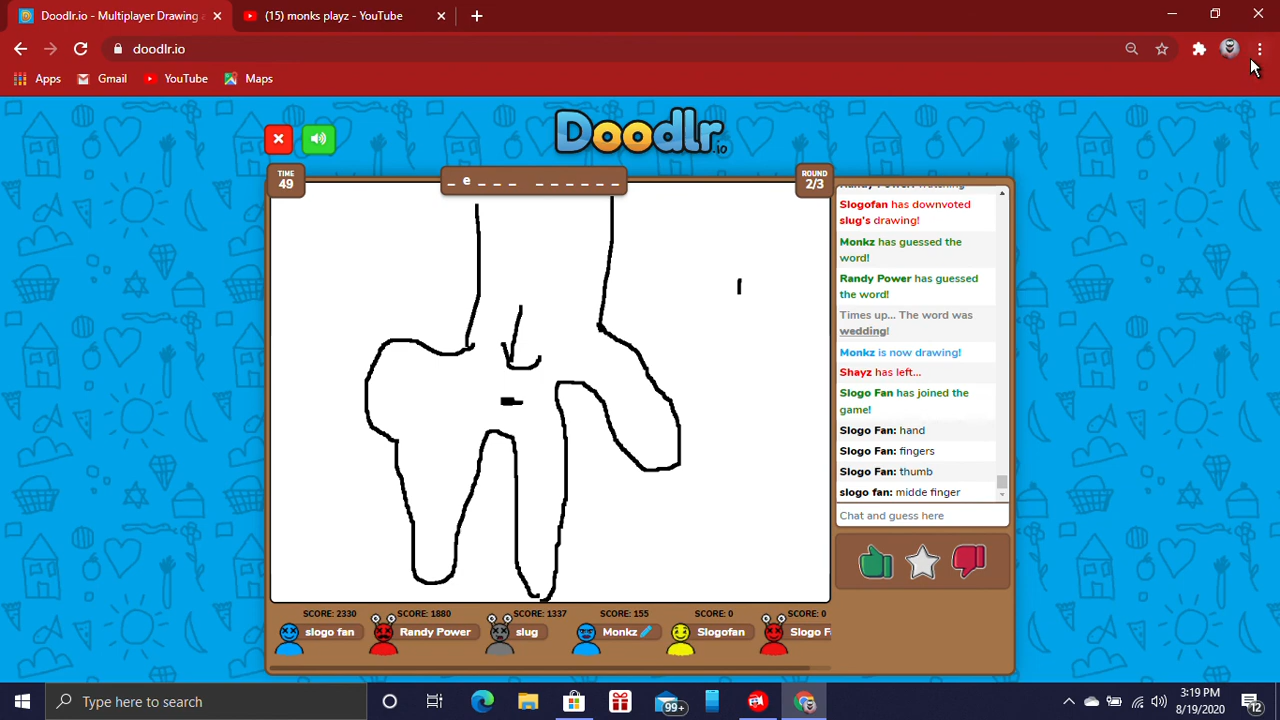 Doodlr.io - Multiplayer Drawing a
(15) monks playz - YouTube
doodlr.io
Apps
Gmail
YouTube
Maps
Doodlr.io
TIME
49
_ e _ _ _  _ _ _ _ _ _
ROUND
2/3
Slogofan has downvoted
slug's drawing!
Monkz has guessed the
word!
Randy Power has guessed
the word!
Times up... The word was
wedding!
Monkz is now drawing!
Shayz has left...
Slogo Fan has joined the
game!
Slogo Fan: hand
Slogo Fan: fingers
Slogo Fan: thumb
slogo fan: midde finger
Chat and guess here
SCORE: 2330
slogo fan
SCORE: 1880
Randy Power
SCORE: 1337
slug
SCORE: 155
Monkz
SCORE: 0
Slogofan
SCORE: 0
Slogo F
Type here to search
99+
3:19 PM
8/19/2020
12